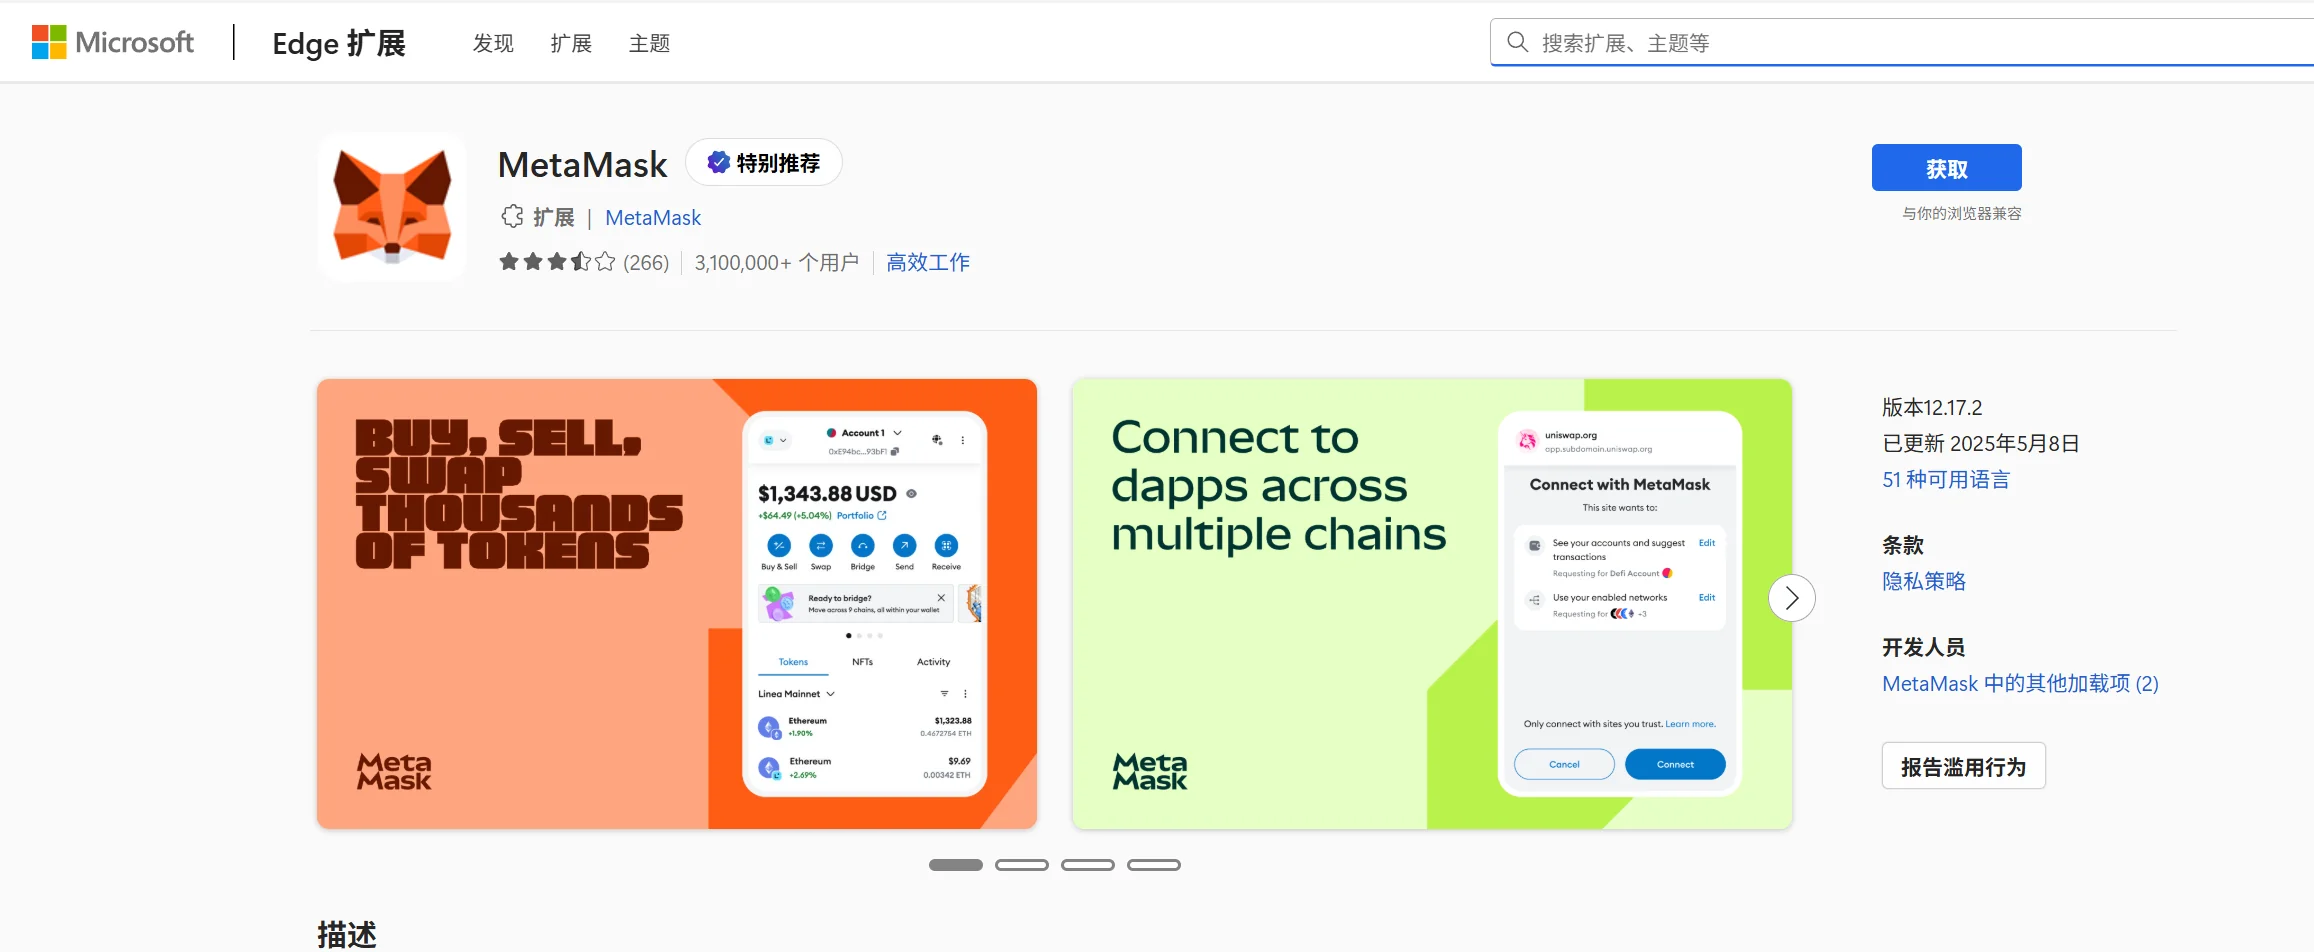 Microsoft
Edge 扩展
发现
扩展
主题
搜索扩展、主题等
MetaMask
特别推荐
扩展 | MetaMask
(266)
3,100,000+ 个用户
高效工作
获取
与你的浏览器兼容
BUY, SELL,
SWAP
THOUSANDS
OF TOKENS
Meta
Mask
Account 1
0xE94bc...93bF1
$1,343.88 USD
+$64.49 (+5.04%) Portfolio
Buy & Sell
Swap
Bridge
Send
Receive
Ready to bridge?
Move across 9 chains, all within your wallet
Tokens
NFTs
Activity
Linea Mainnet
Ethereum
$1,323.88
+1.90%
0.4672754 ETH
Ethereum
$9.69
+2.69%
0.00342 ETH
Connect to
dapps across
multiple chains
Meta
Mask
uniswap.org
app.subdomain.uniswap.org
Connect with MetaMask
This site wants to:
See your accounts and suggest
transactions
Edit
Requesting for Defi Account
Use your enabled networks
Edit
Requesting for +3
Only connect with sites you trust. Learn more.
Cancel
Connect
版本12.17.2
已更新 2025年5月8日
51 种可用语言
条款
隐私策略
开发人员
MetaMask 中的其他加载项 (2)
报告滥用行为
描述